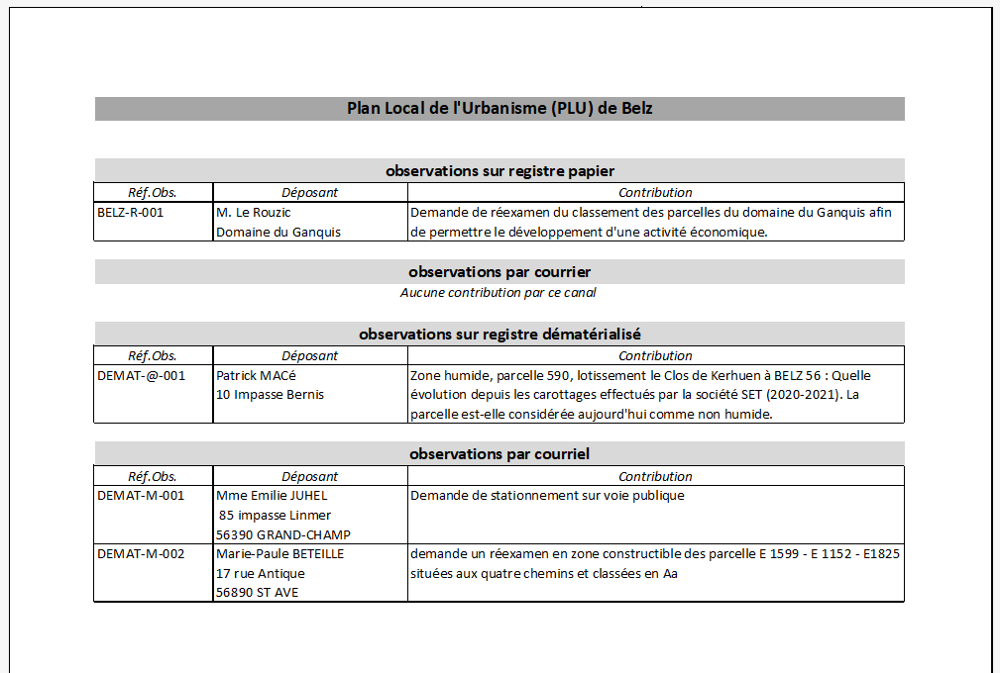 Plan Local de l'Urbanisme (PLU) de Belz
observations sur registre papier
Réf.Obs. Déposant Contribution
BELZ-R-001 M. Le Rouzic Demande de réexamen du classement des parcelles du domaine du Ganquis afin
Domaine du Ganquis de permettre le développement d'une activité économique.
observations par courrier
Aucune contribution par ce canal
observations sur registre dématérialisé
Réf.Obs. Déposant Contribution
DEMAT-@-001 Patrick MACé Zone humide, parcelle 590, lotissement le Clos de Kerhuen à BELZ 56 : Quelle
10 Impasse Bernis évolution depuis les carottages effectués par la société SET (2020-2021). La
parcelle est-elle considérée aujourd'hui comme non humide.
observations par courriel
Réf.Obs. Déposant Contribution
DEMAT-M-001 Mme Emilie JUHEL Demande de stationnement sur voie publique
85 impasse Linmer
56390 GRAND-CHAMP
DEMAT-M-002 Marie-Paule BETEILLE demande un réexamen en zone constructible des parcelle E 1599 - E 1152 - E1825
17 rue Antique situées aux quatre chemins et classées en Aa
56890 ST AVE